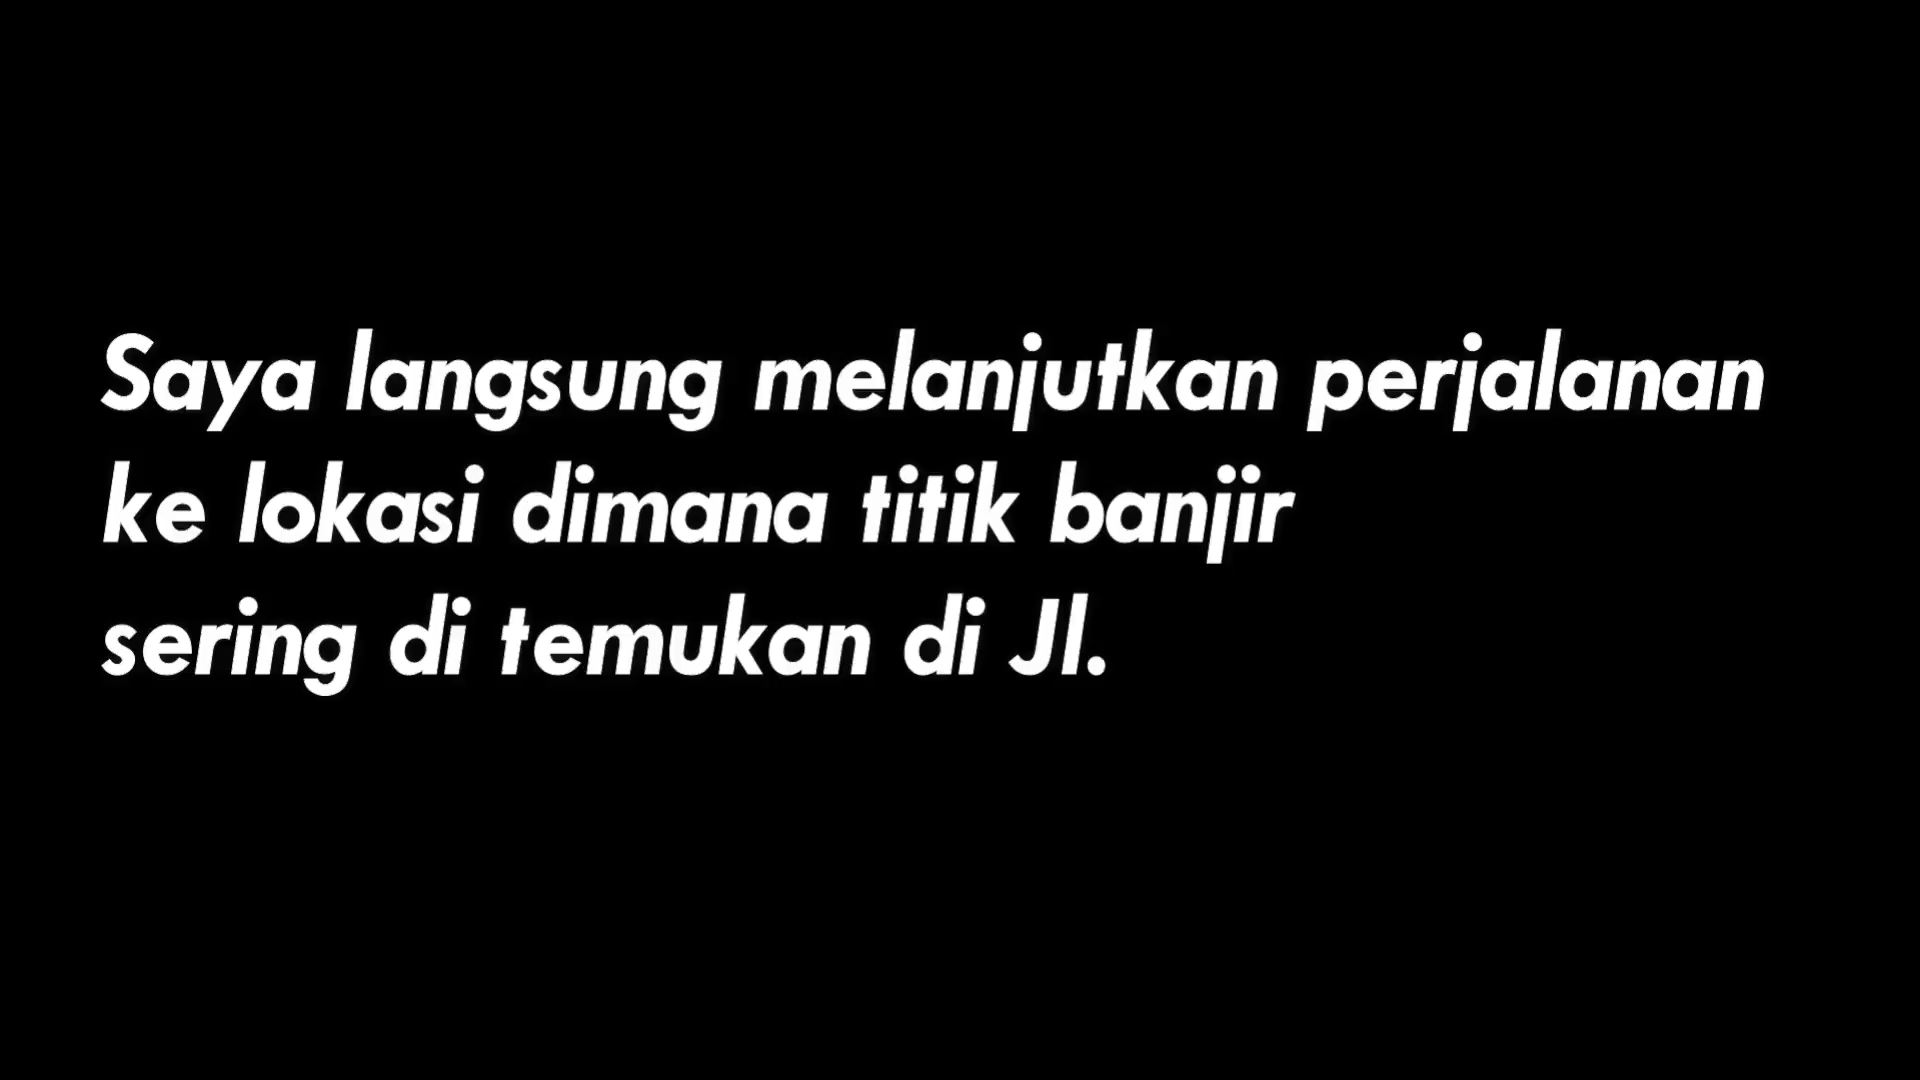 Saya langsung melanjutkan perjalanan
ke lokasi dimana titik banjir
sering di temukan di Jl.